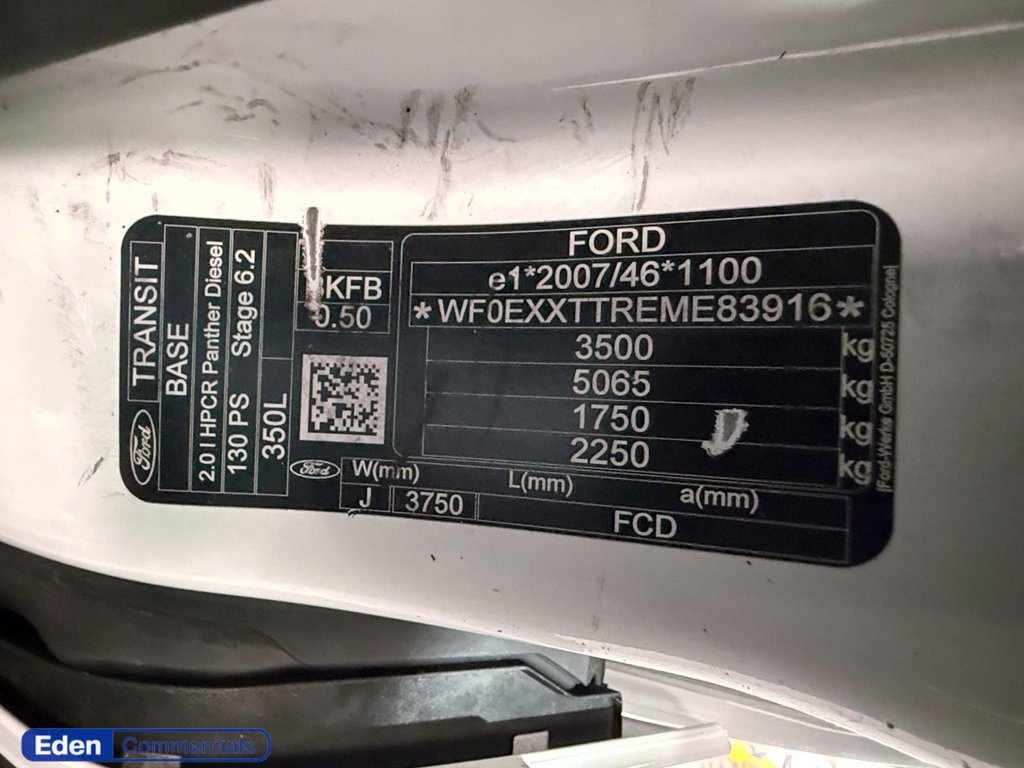 Ford
TRANSIT
BASE
2.0 l HPCR Panther Diesel
130 PS Stage 6.2
350L
0.50
FORD
e1*2007/46*1100
*WF0EXXTTREME83916*
3500 kg
5065 kg
1750 kg
2250 kg
Ford
W(mm) L(mm) a(mm)
J 3750 FCD
[Ford-Werke GmbH D-50725 Cologne]
Eden Commercials